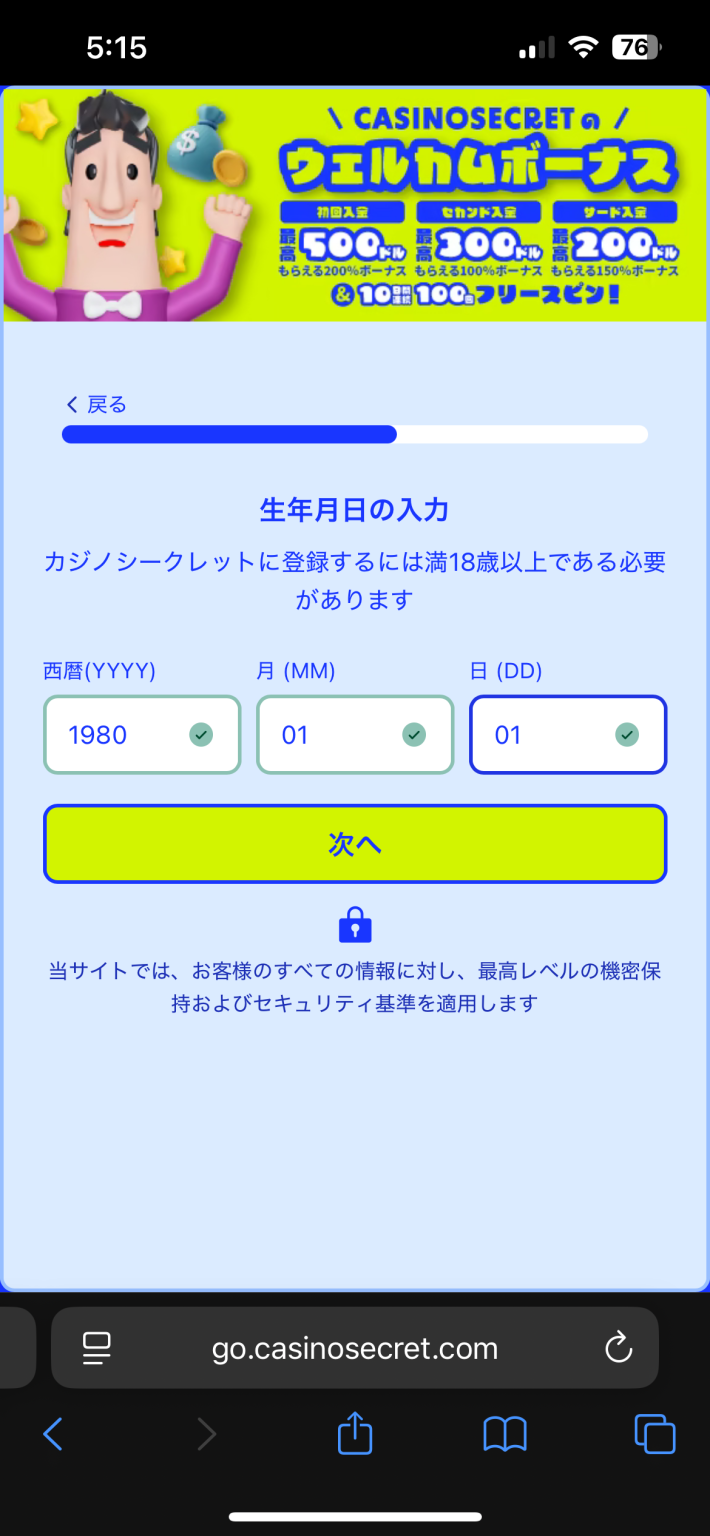 5:15
76
\ CASINOSECRETの /
ウェルカムボーナス
初回入金 セカンド入金 サード入金
最高500ドル 最高300ドル 最高200ドル
もらえる200%ボーナス もらえる100%ボーナス もらえる150%ボーナス
&10日間連続100回フリースピン!
戻る
生年月日の入力
カジノシークレットに登録するには満18歳以上である必要
があります
西暦(YYYY) 月 (MM) 日 (DD)
1980 01 01
次へ
当サイトでは、お客様のすべての情報に対し、最高レベルの機密保
持およびセキュリティ基準を適用します
go.casinosecret.com